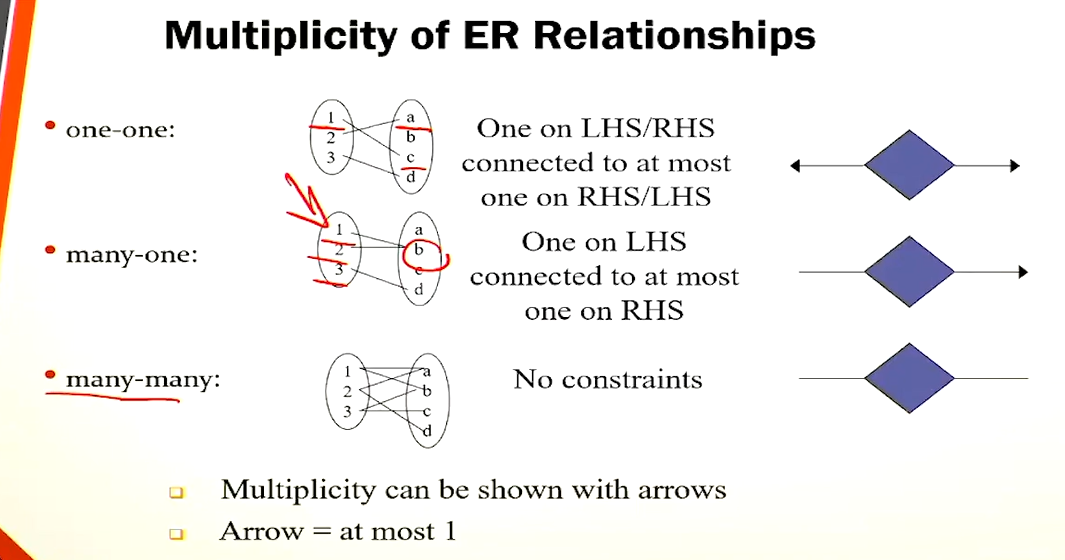 Multiplicity of ER Relationships
• one-one:
1
2
3
a
b
c
d
One on LHS/RHS
connected to at most
one on RHS/LHS
• many-one:
1
2
3
a
b
c
d
One on LHS
connected to at most
one on RHS
• many-many:
1
2
3
a
b
c
d
No constraints
Multiplicity can be shown with arrows
Arrow = at most 1